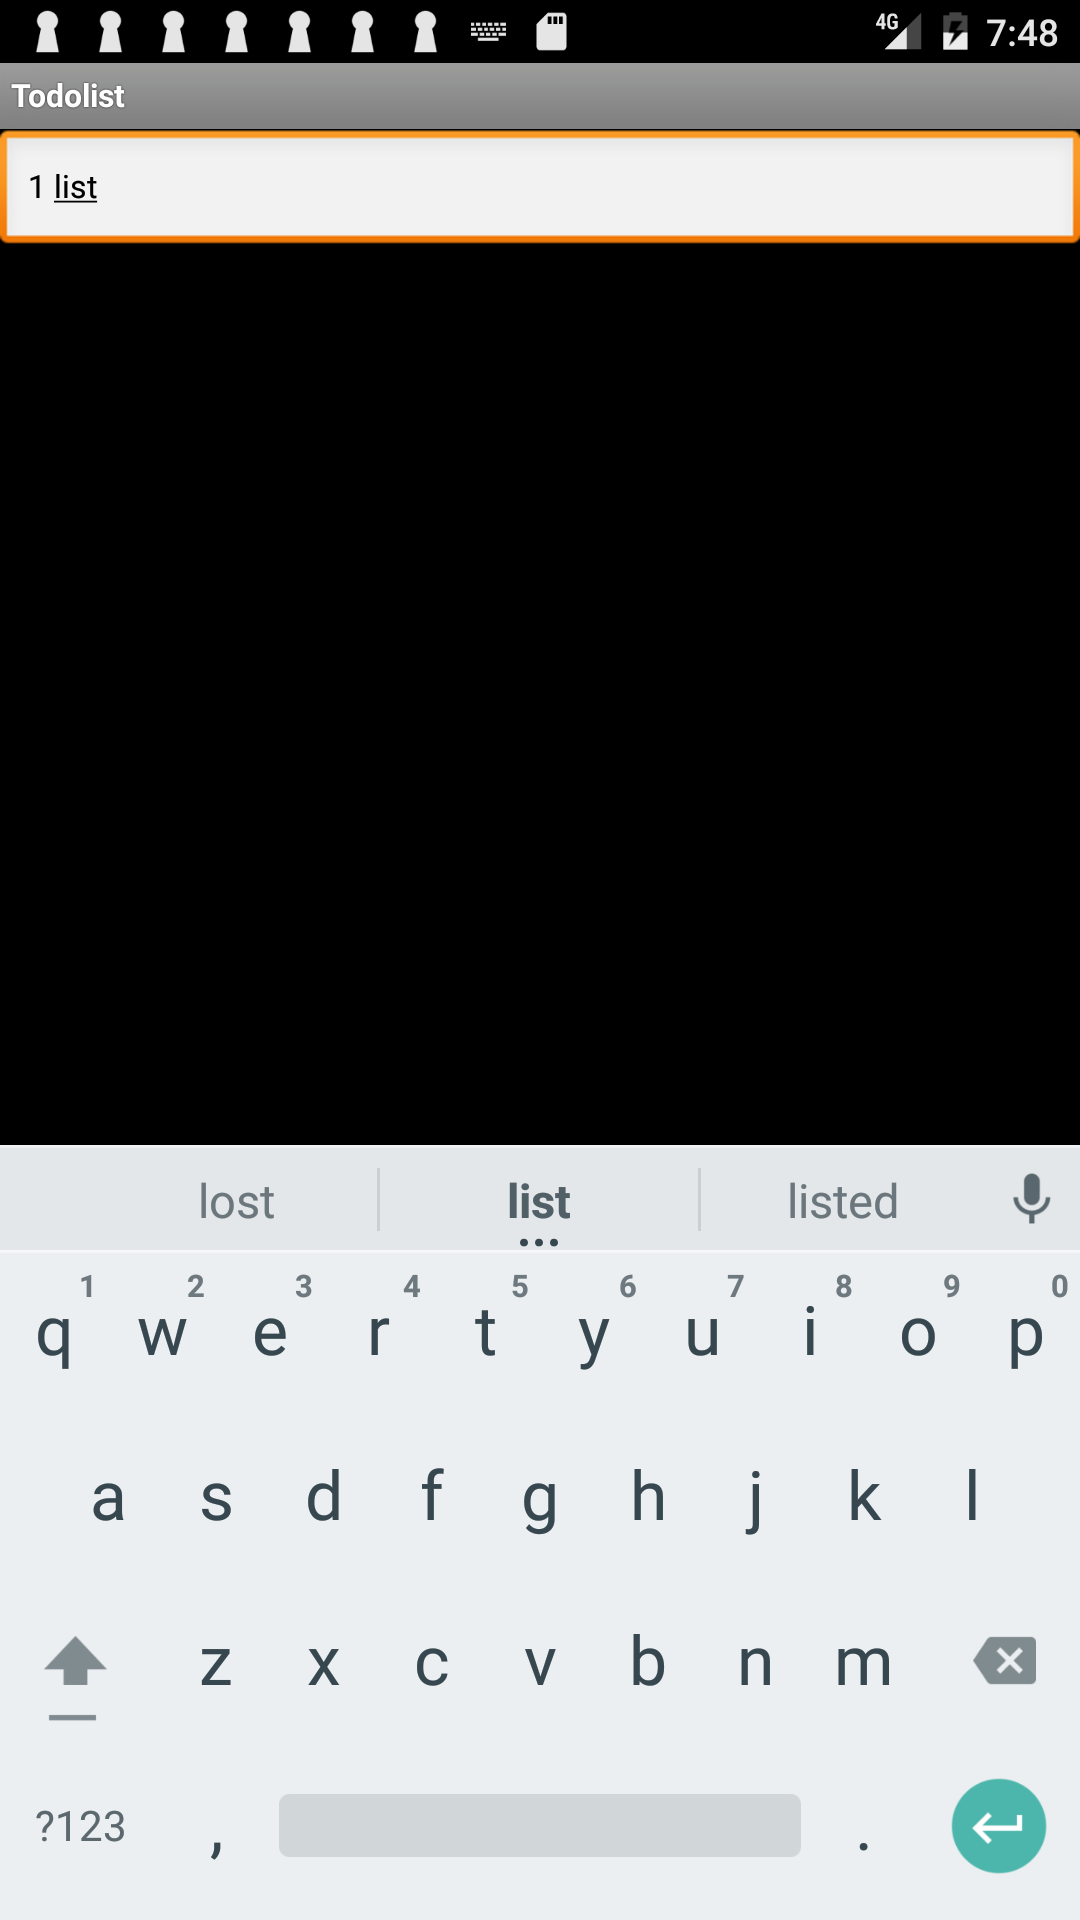 4G 7:48
Todolist
1 list
lost list listed
1 2 3 4 5 6 7 8 9 0
q w e r t y u i o p
a s d f g h j k l
z x c v b n m
?123 , .